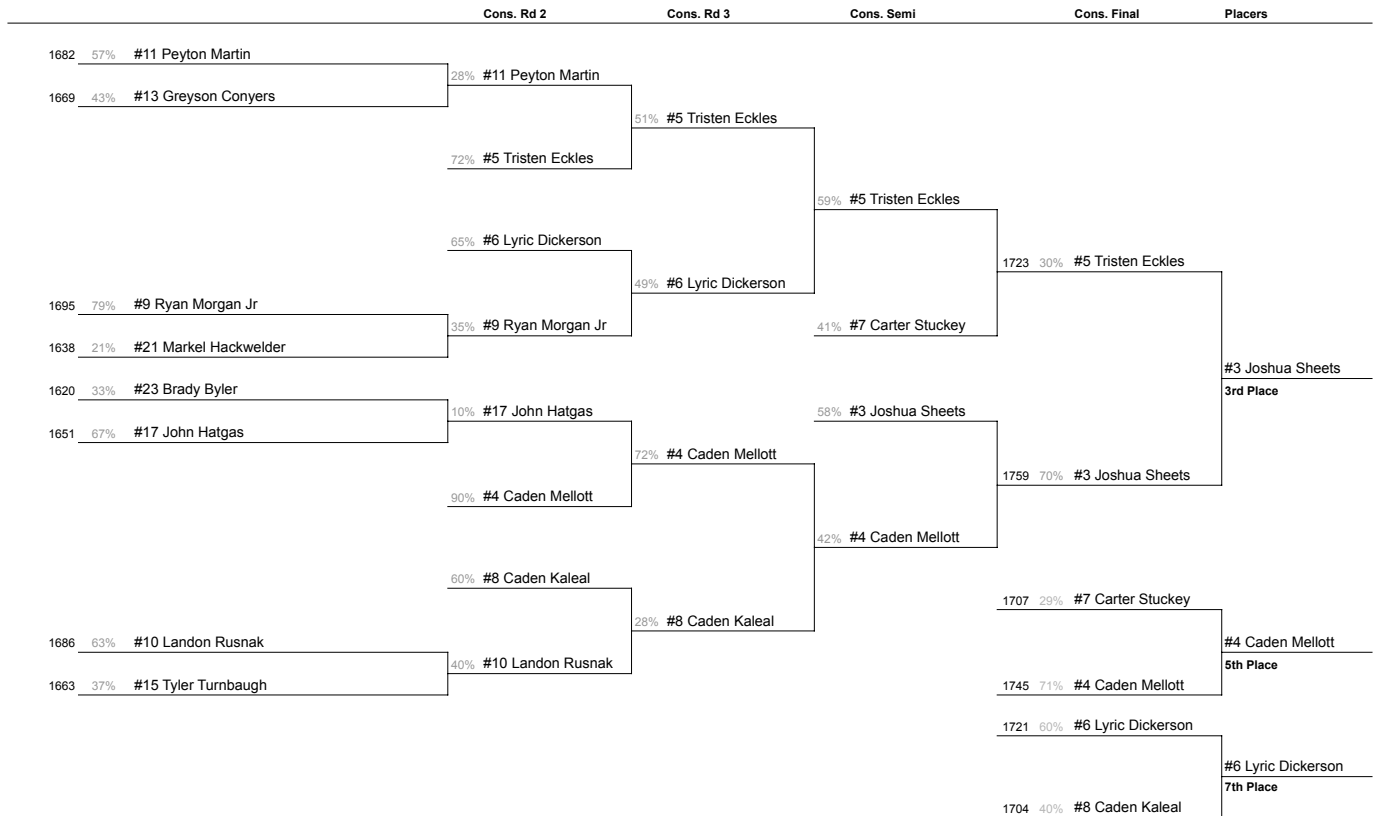 Cons. Rd 2 Cons. Rd 3 Cons. Semi Cons. Final Placers
1682 57% #11 Peyton Martin
28% #11 Peyton Martin
1669 43% #13 Greyson Conyers
51% #5 Tristen Eckles
72% #5 Tristen Eckles
59% #5 Tristen Eckles
65% #6 Lyric Dickerson
1723 30% #5 Tristen Eckles
49% #6 Lyric Dickerson
1695 79% #9 Ryan Morgan Jr
35% #9 Ryan Morgan Jr
41% #7 Carter Stuckey
1638 21% #21 Markel Hackwelder
#3 Joshua Sheets
1620 33% #23 Brady Byler
3rd Place
10% #17 John Hatgas
58% #3 Joshua Sheets
1651 67% #17 John Hatgas
72% #4 Caden Mellott
1759 70% #3 Joshua Sheets
90% #4 Caden Mellott
42% #4 Caden Mellott
60% #8 Caden Kaleal
1707 29% #7 Carter Stuckey
28% #8 Caden Kaleal
1686 63% #10 Landon Rusnak
#4 Caden Mellott
40% #10 Landon Rusnak
5th Place
1663 37% #15 Tyler Turnbaugh
1745 71% #4 Caden Mellott
1721 60% #6 Lyric Dickerson
#6 Lyric Dickerson
7th Place
1704 40% #8 Caden Kaleal